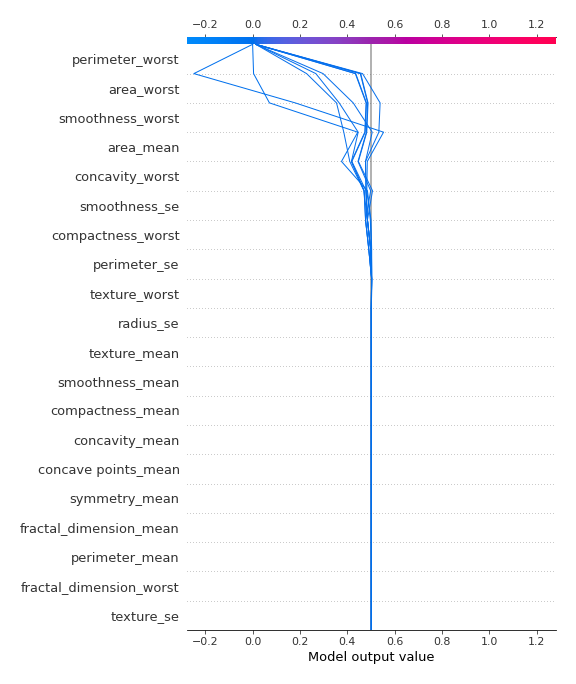 −0.2 0.0 0.2 0.4 0.6 0.8 1.0 1.2
perimeter_worst
area_worst
smoothness_worst
area_mean
concavity_worst
smoothness_se
compactness_worst
perimeter_se
texture_worst
radius_se
texture_mean
smoothness_mean
compactness_mean
concavity_mean
concave points_mean
symmetry_mean
fractal_dimension_mean
perimeter_mean
fractal_dimension_worst
texture_se
−0.2 0.0 0.2 0.4 0.6 0.8 1.0 1.2
Model output value